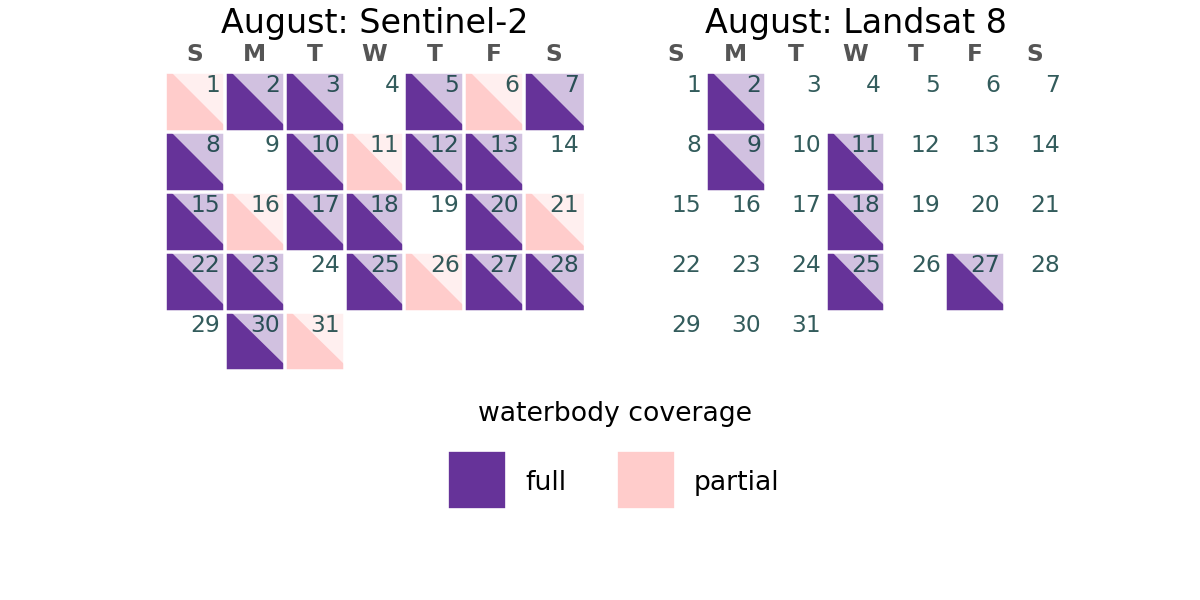 August: Sentinel-2
S M T W T F S
1 2 3 4 5 6 7
8 9 10 11 12 13 14
15 16 17 18 19 20 21
22 23 24 25 26 27 28
29 30 31
August: Landsat 8
S M T W T F S
1 2 3 4 5 6 7
8 9 10 11 12 13 14
15 16 17 18 19 20 21
22 23 24 25 26 27 28
29 30 31
waterbody coverage
full partial